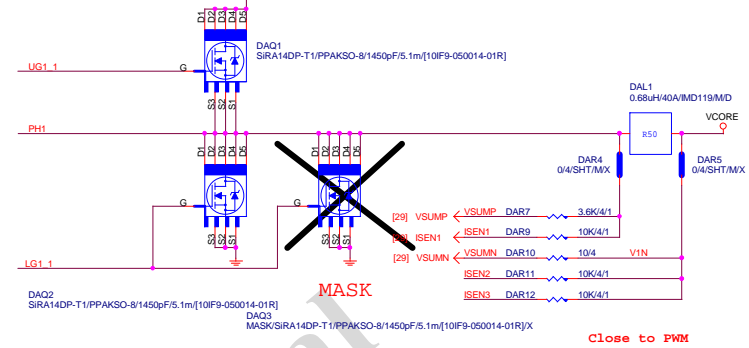 D1 D2 D3 D4 D5
DAQ1
SiRA14DP-T1/PPAKSO-8/1450pF/5.1m/[10IF9-050014-01R]
UG1_1
G
S3 S2 S1
DAL1
0.68uH/40A/IMD119/M/D
VCORE
PH1
R50
D1 D2 D3 D4 D5
D1 D2 D3 D4 D5
DAR4
0/4/SHT/M/X
DAR5
0/4/SHT/M/X
G
G
[29] VSUMP VSUMP DAR7 3.6K/4/1
ISEN1 ISEN1 DAR9 10K/4/1
[29] VSUMN VSUMN DAR10 10/4 V1N
ISEN2 DAR11 10K/4/1
ISEN3 DAR12 10K/4/1
S3 S2 S1
S3 S2 S1
LG1_1
MASK
DAQ2
SiRA14DP-T1/PPAKSO-8/1450pF/5.1m/[10IF9-050014-01R]
DAQ3
MASK/SiRA14DP-T1/PPAKSO-8/1450pF/5.1m/[10IF9-050014-01R]/X
Close to PWM